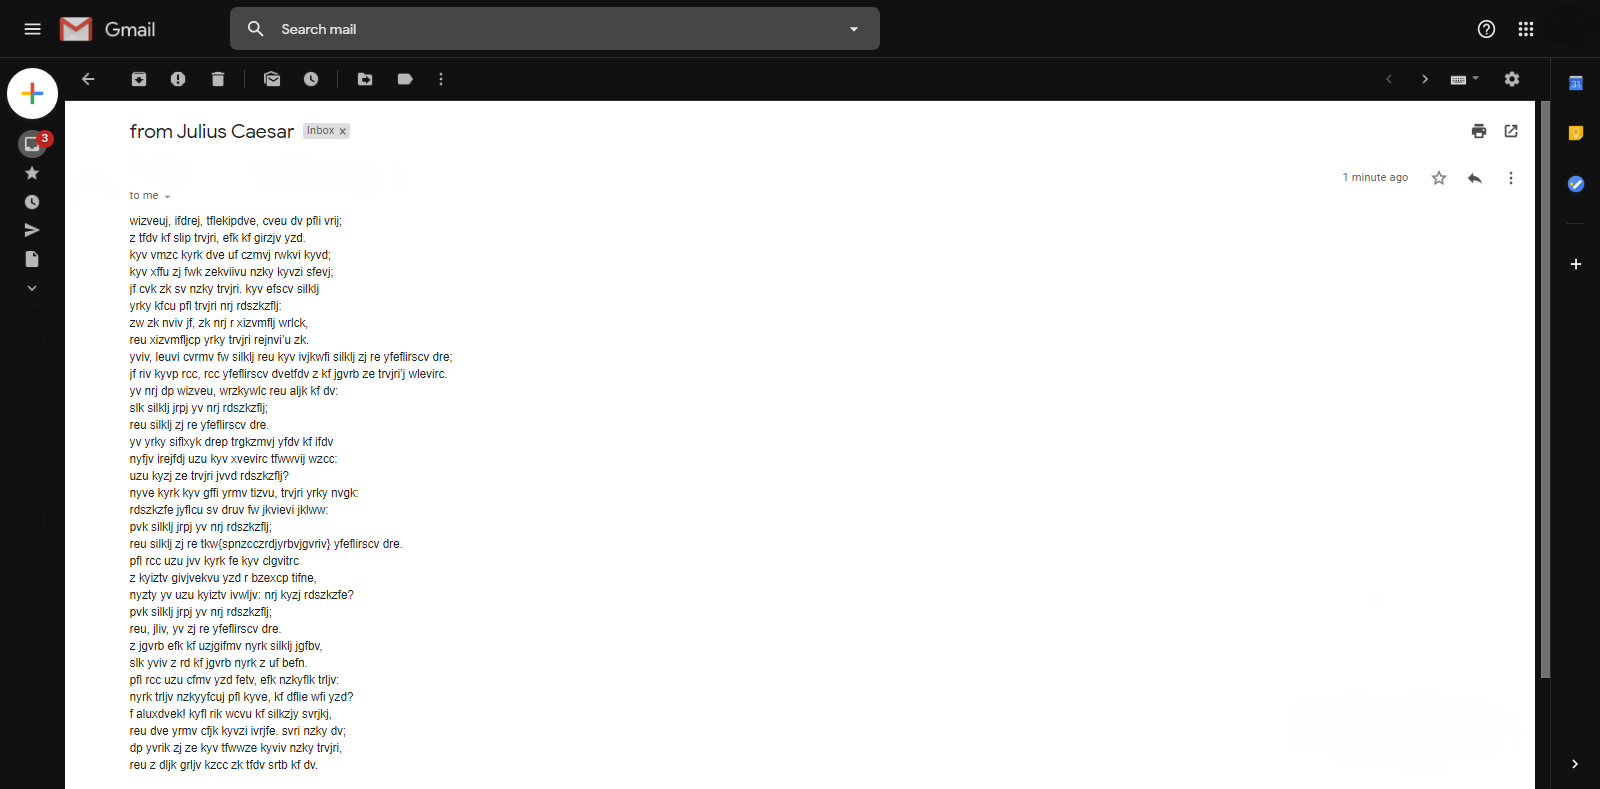 Gmail
Search mail
3
31
from Julius Caesar Inbox x
1 minute ago
to me
wizveuj, ifdrej, tflekipdve, cveu dv pfli vrij;
z tfdv kf slip trvjri, efk kf girzjv yzd.
kyv vmzc kyrk dve uf czmvj rwkvi kyvd;
kyv xffu zj fwk zekviivu nzky kyvzi sfevj;
jf cvk zk sv nzky trvjri. kyv efscv silklj
yrky kfcu pfl trvjri nrj rdszkzflj:
zw zk nviv jf, zk nrj r xizvmflj wrlck,
reu xizvmfljcp yrky trvjri rejnvi'u zk.
yviv, leuvi cvrmv fw silklj reu kyv ivjkwfi silklj zj re yfeflirscv dre;
jf riv kyvp rcc, rcc yfeflirscv dvetfdv z kf jgvrb ze trvjri'j wlevirc.
yv nrj dp wizveu, wrzkywlc reu aljk kf dv:
slk silklj jrpj yv nrj rdszkzflj;
reu silklj zj re yfeflirscv dre.
yv yrky siflxyk drep trgkzmvj yfdv kf ifdv
nyfjv irejfdj uzu kyv xvevirc tfwwvij wzcc:
uzu kyzj ze trvjri jvvd rdszkzflj?
nyve kyrk kyv gffi yrmv tizvu, trvjri yrky nvgk:
rdszkzfe jyflcu sv druv fw jkvievi jklww:
pvk silklj jrpj yv nrj rdszkzflj;
reu silklj zj re tkw{spnzcczrdjyrbvjgvriv} yfeflirscv dre.
pfl rcc uzu jvv kyrk fe kyv clgvitrc
z kyiztv givjvekvu yzd r bzexcp tifne,
nyzty yv uzu kyiztv ivwljv: nrj kyzj rdszkzfe?
pvk silklj jrpj yv nrj rdszkzflj;
reu, jliv, yv zj re yfeflirscv dre.
z jgvrb efk kf uzjgifmv nyrk silklj jgfbv,
slk yviv z rd kf jgvrb nyrk z uf befn.
pfl rcc uzu cfmv yzd fetv, efk nzkyflk trljv:
nyrk trljv nzkyyfcuj pfl kyve, kf dflie wfi yzd?
f aluxdvek! kyfl rik wcvu kf silkzjy svrjkj,
reu dve yrmv cfjk kyvzi ivrjfe. svri nzky dv;
dp yvrik zj ze kyv tfwwze kyviv nzky trvjri,
reu z dljk grljv kzcc zk tfdv srtb kf dv.